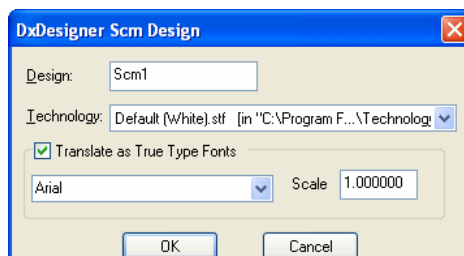 DxDesigner Scm Design
Design: Scm1
Technology: Default (White).stf [in "C:\Program F...\Technology
Translate as True Type Fonts
Arial Scale 1.000000
OK Cancel